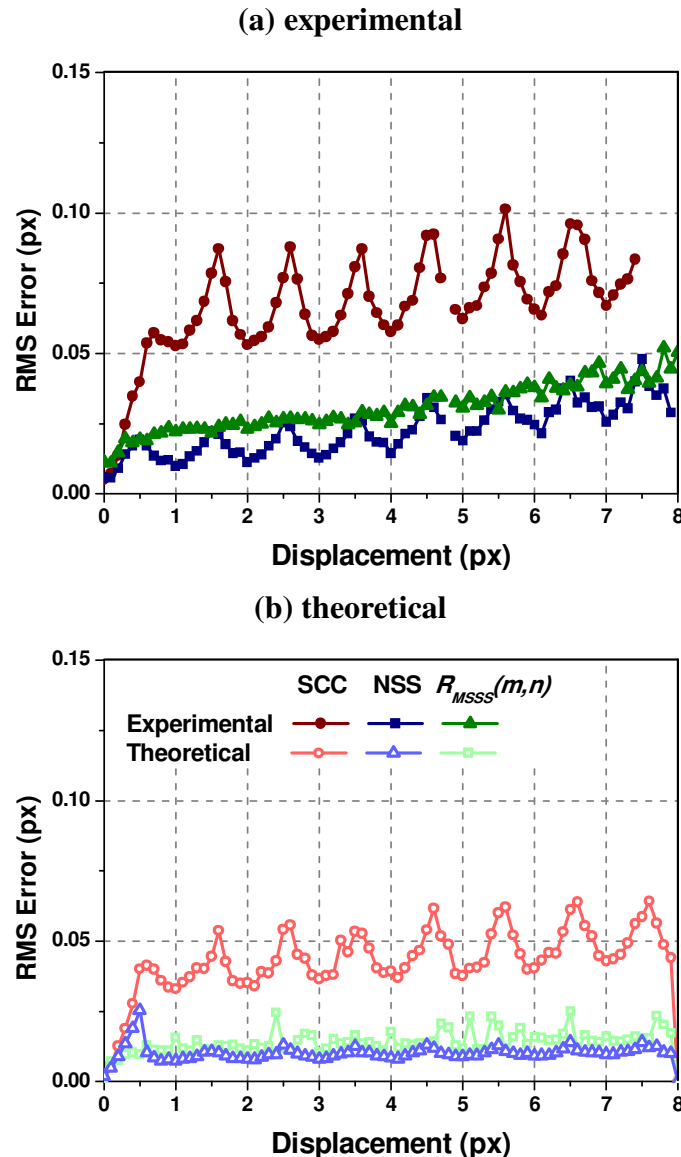 (a) experimental
0.15
0.10
0.05
0.00
RMS Error (px)
0 1 2 3 4 5 6 7 8
Displacement (px)
(b) theoretical
0.15
0.10
0.05
0.00
RMS Error (px)
SCC NSS R_MSSS(m,n)
Experimental
Theoretical
0 1 2 3 4 5 6 7 8
Displacement (px)